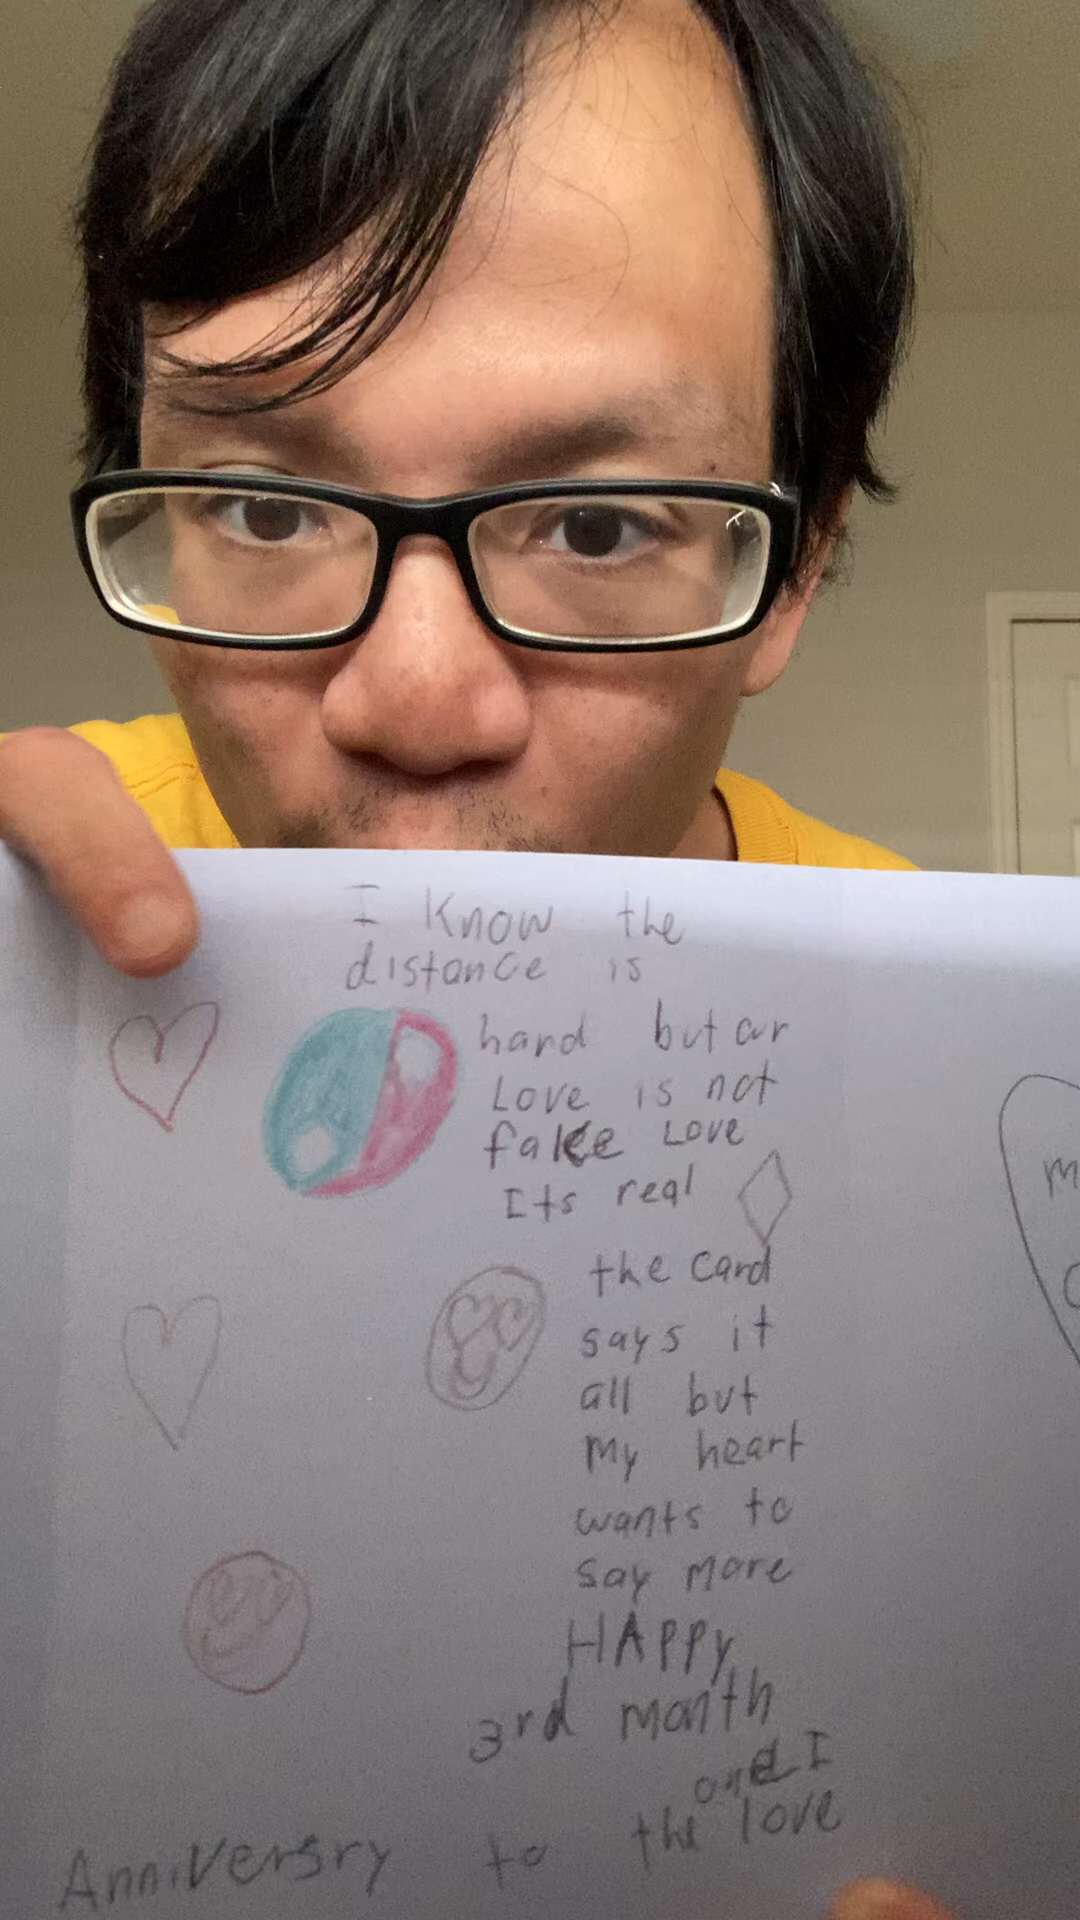 I Know the
distance is
hard but our
Love is not
fake Love
Its real
the card
says it
all but
my heart
wants to
say more
HAPPy
3rd month
Anniversry to the one I
love
m